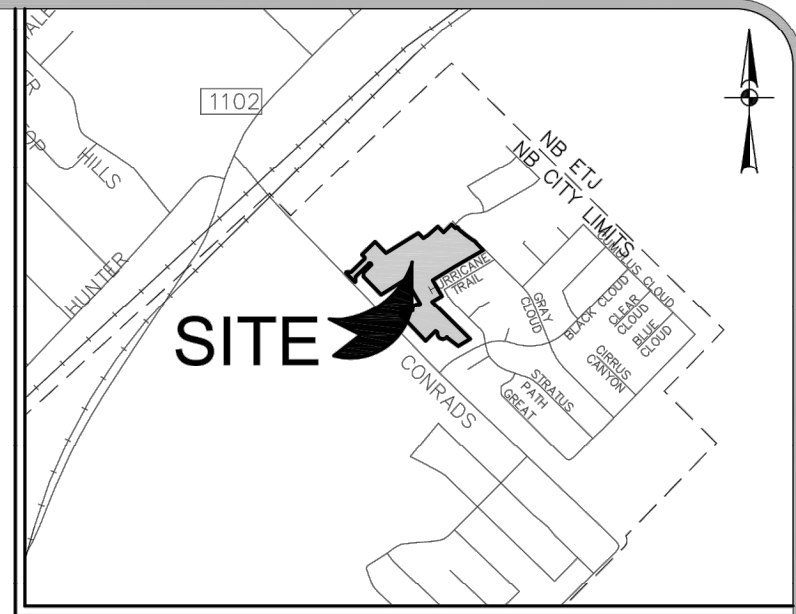 1102
HILLS
HUNTER
NB ETJ
NB CITY LIMITS
HURRICANE
TRAIL
GRAY
CLOUD
BLACK CLOUD
CLOUD
CLEAR
CLOUD
BLUE
CLOUD
CIRRUS
CANYON
STRATUS
PATH
GREAT
SITE
CONRADS